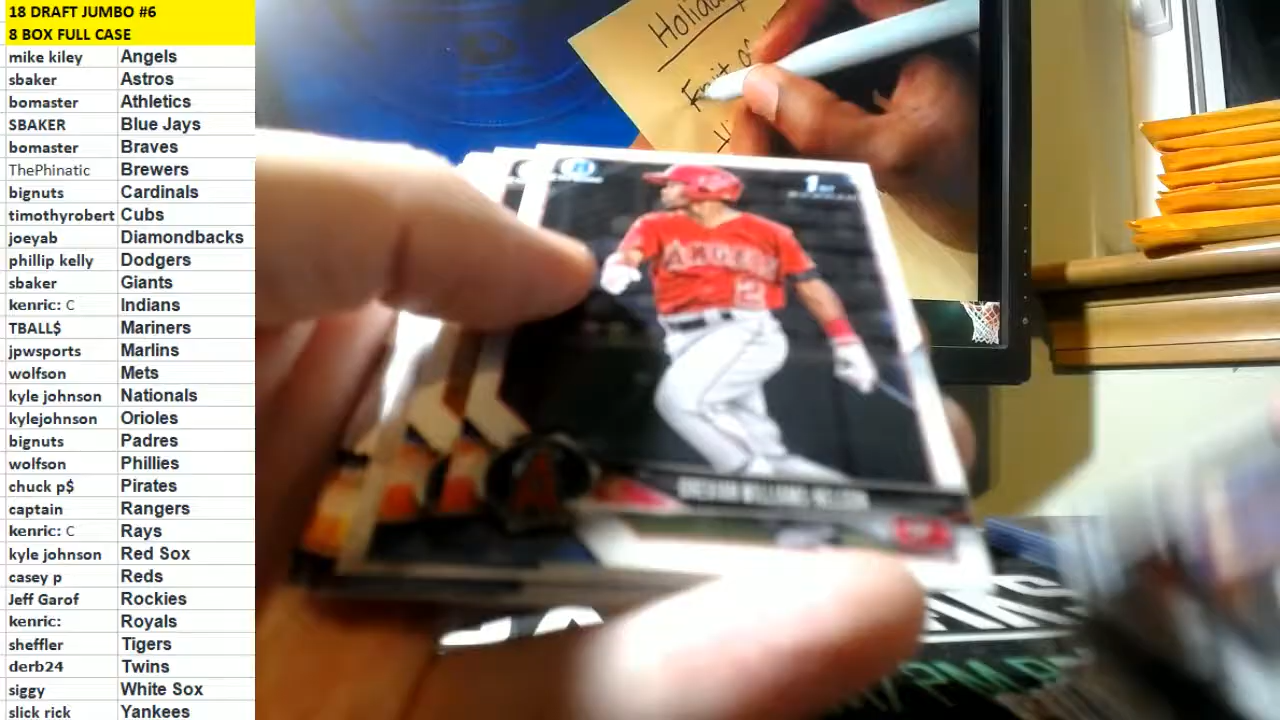 18 DRAFT JUMBO #6
8 BOX FULL CASE
mike kiley Angels
sbaker Astros
bomaster Athletics
SBAKER Blue Jays
bomaster Braves
ThePhinatic Brewers
bignuts Cardinals
timothyrobert Cubs
joeyab Diamondbacks
phillip kelly Dodgers
sbaker Giants
kenric: C Indians
TBALL$ Mariners
jpwsports Marlins
wolfson Mets
kyle johnson Nationals
kylejohnson Orioles
bignuts Padres
wolfson Phillies
chuck p$ Pirates
captain Rangers
kenric: C Rays
kyle johnson Red Sox
casey p Reds
Jeff Garof Rockies
kenric: Royals
sheffler Tigers
derb24 Twins
siggy White Sox
slick rick Yankees
Holiday
Fruit of
1ST
ANGELS